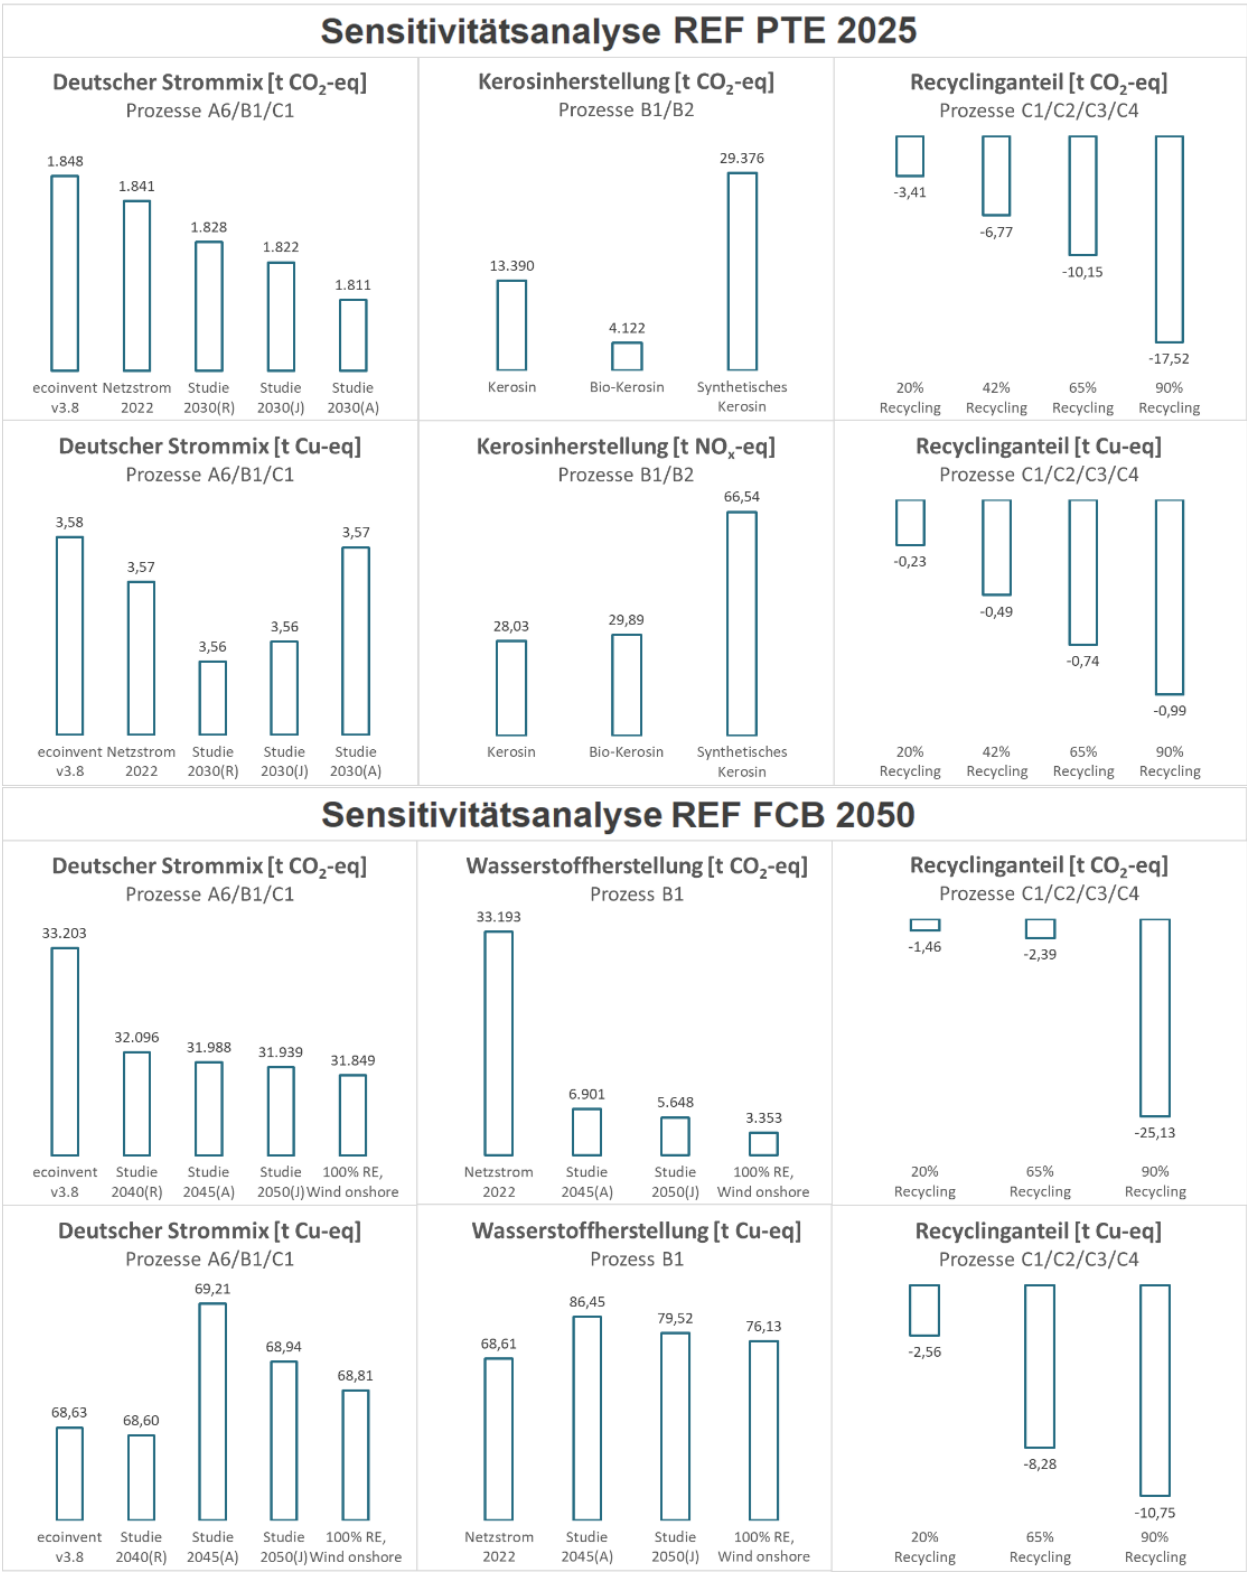 Sensitivitätsanalyse REF PTE 2025
Deutscher Strommix [t CO₂-eq]
Prozesse A6/B1/C1
1.848
1.841
1.828
1.822
1.811
ecoinvent Netzstrom Studie Studie Studie
v3.8 2022 2030(R) 2030(J) 2030(A)
Kerosinherstellung [t CO₂-eq]
Prozesse B1/B2
29.376
13.390
4.122
Kerosin Bio-Kerosin Synthetisches
Kerosin
Recyclinganteil [t CO₂-eq]
Prozesse C1/C2/C3/C4
-3,41
-6,77
-10,15
-17,52
20% 42% 65% 90%
Recycling Recycling Recycling Recycling
Deutscher Strommix [t Cu-eq]
Prozesse A6/B1/C1
3,58
3,57
3,57
3,56
3,56
ecoinvent Netzstrom Studie Studie Studie
v3.8 2022 2030(R) 2030(J) 2030(A)
Kerosinherstellung [t NOₓ-eq]
Prozesse B1/B2
66,54
28,03
29,89
Kerosin Bio-Kerosin Synthetisches
Kerosin
Recyclinganteil [t Cu-eq]
Prozesse C1/C2/C3/C4
-0,23
-0,49
-0,74
-0,99
20% 42% 65% 90%
Recycling Recycling Recycling Recycling
Sensitivitätsanalyse REF FCB 2050
Deutscher Strommix [t CO₂-eq]
Prozesse A6/B1/C1
33.203
32.096
31.988
31.939
31.849
ecoinvent Studie Studie Studie 100% RE,
v3.8 2040(R) 2045(A) 2050(J) Wind onshore
Wasserstoffherstellung [t CO₂-eq]
Prozess B1
33.193
6.901
5.648
3.353
Netzstrom Studie Studie 100% RE,
2022 2045(A) 2050(J) Wind onshore
Recyclinganteil [t CO₂-eq]
Prozesse C1/C2/C3/C4
-1,46
-2,39
-25,13
20% 65% 90%
Recycling Recycling Recycling
Deutscher Strommix [t Cu-eq]
Prozesse A6/B1/C1
69,21
68,94
68,81
68,63
68,60
ecoinvent Studie Studie Studie 100% RE,
v3.8 2040(R) 2045(A) 2050(J) Wind onshore
Wasserstoffherstellung [t Cu-eq]
Prozess B1
86,45
79,52
76,13
68,61
Netzstrom Studie Studie 100% RE,
2022 2045(A) 2050(J) Wind onshore
Recyclinganteil [t Cu-eq]
Prozesse C1/C2/C3/C4
-2,56
-8,28
-10,75
20% 65% 90%
Recycling Recycling Recycling